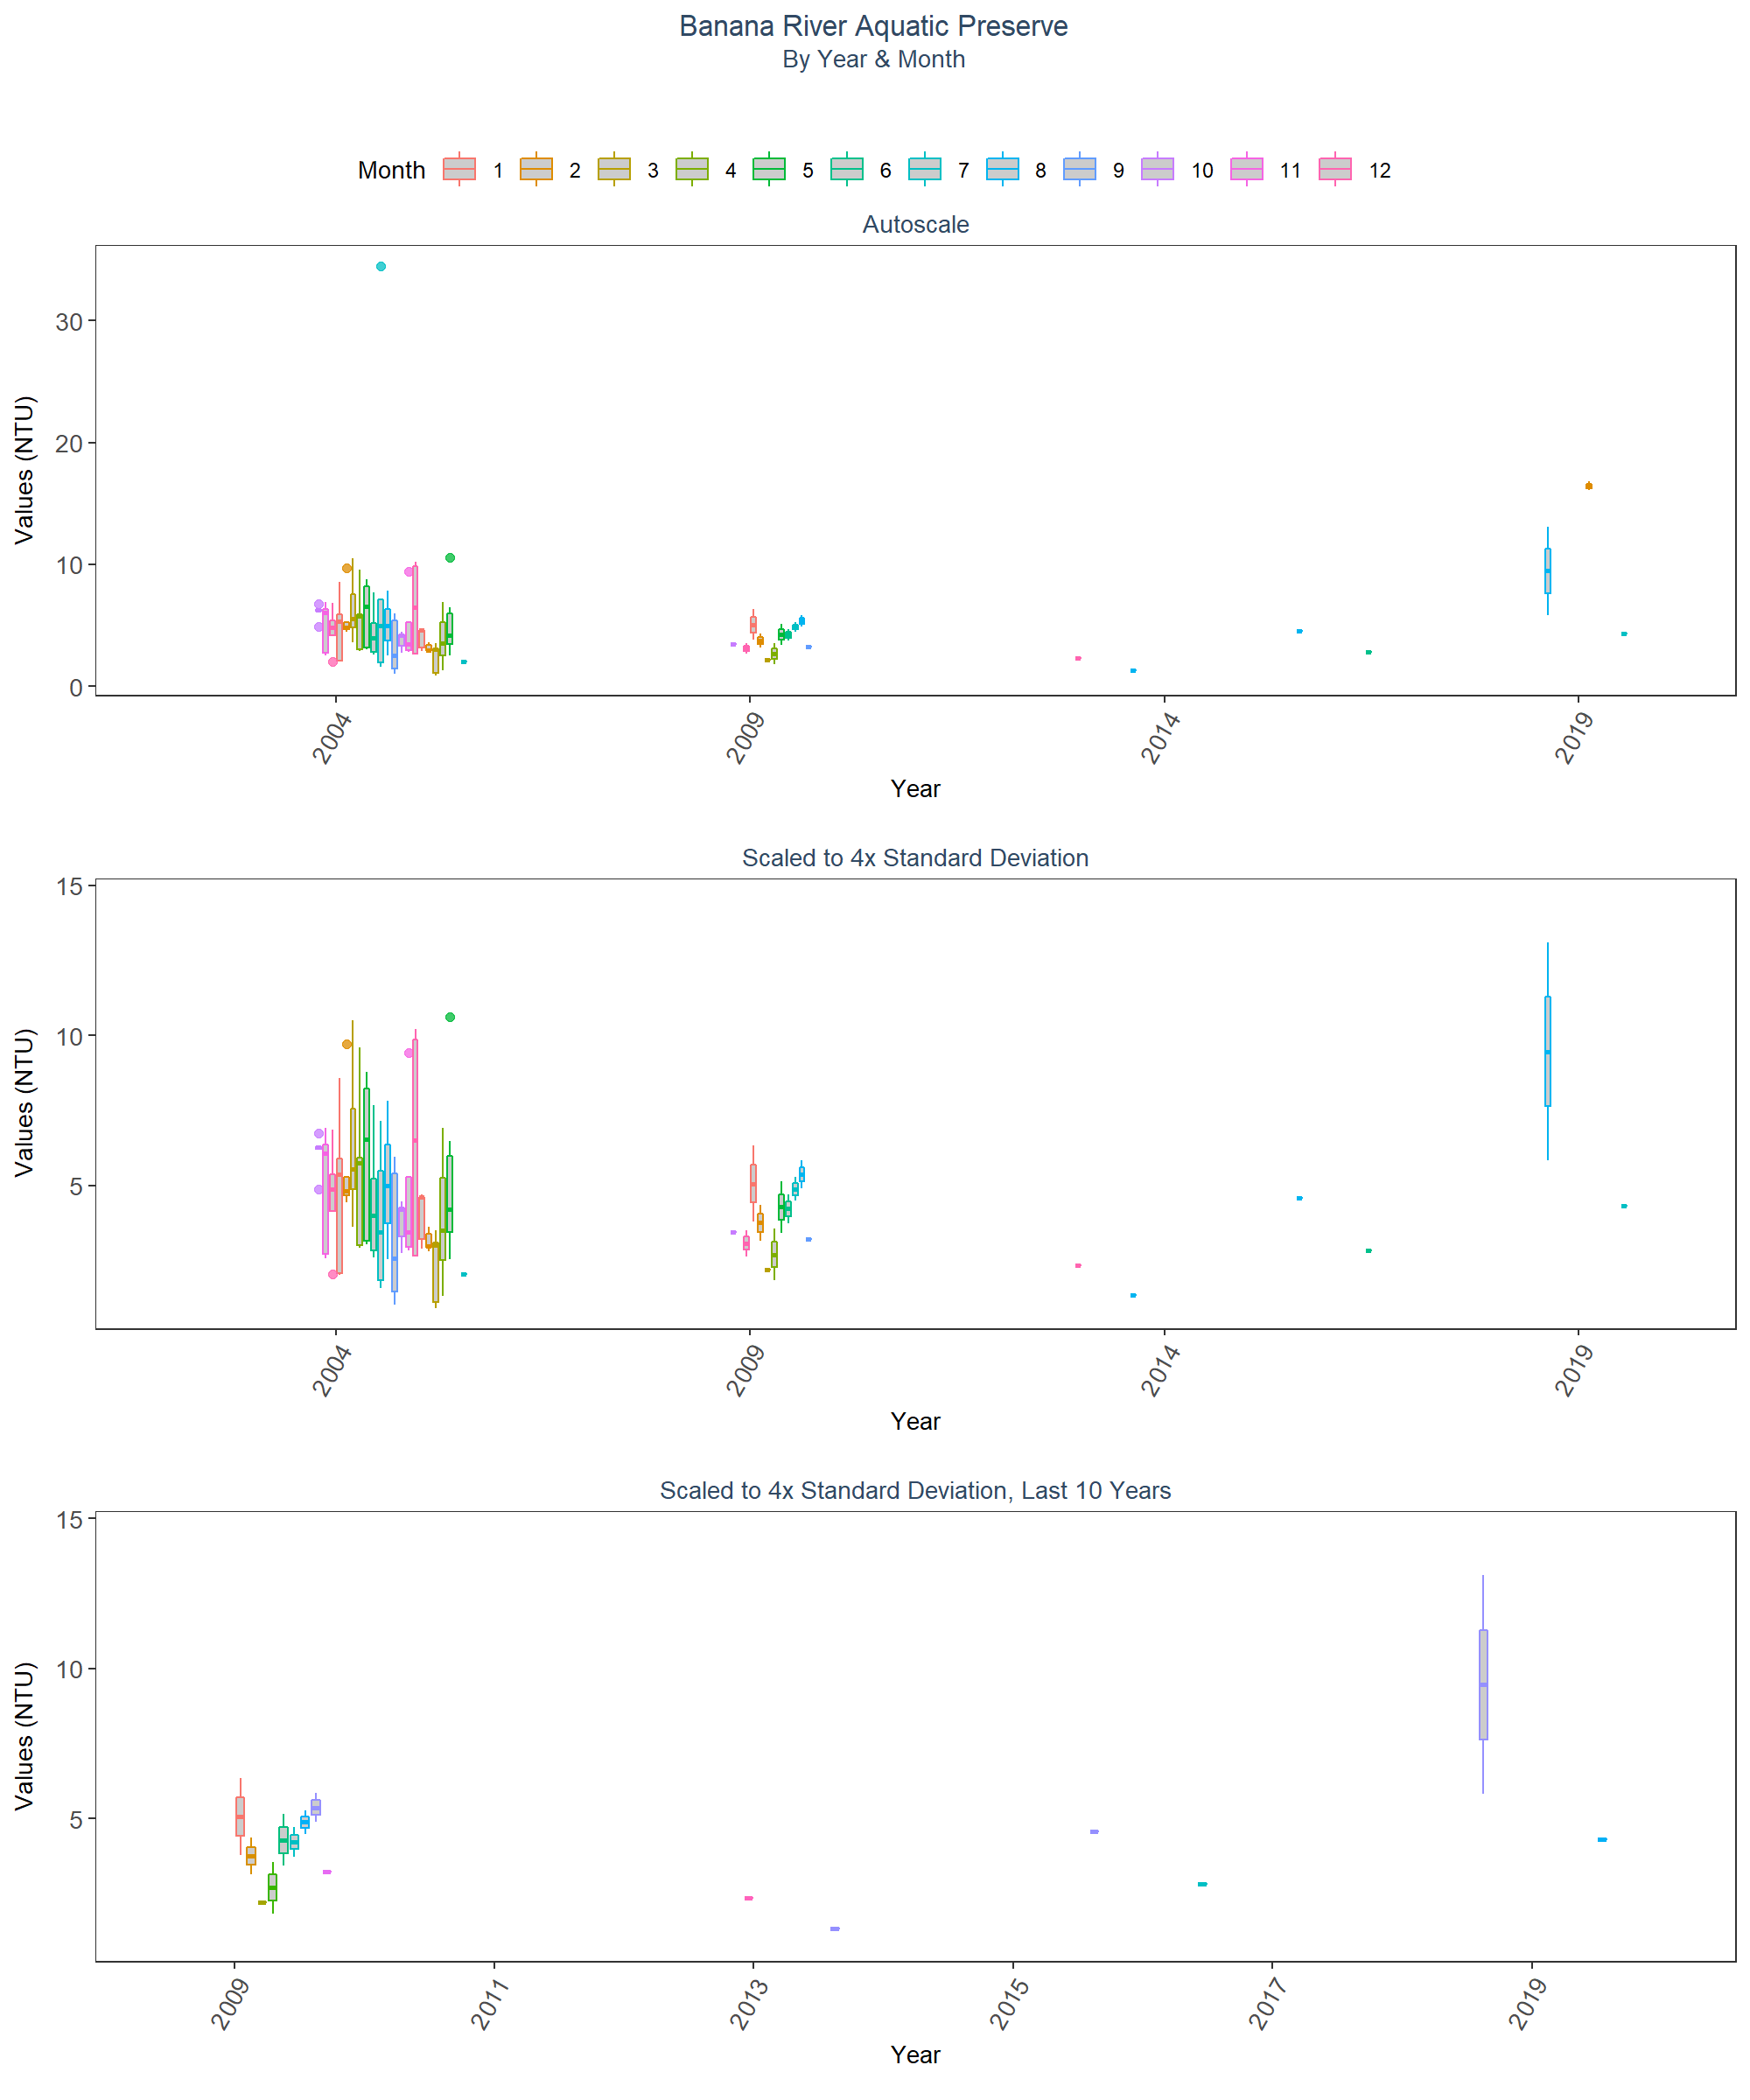 Banana River Aquatic Preserve
By Year & Month
Month 1 2 3 4 5 6 7 8 9 10 11 12
Autoscale
Values (NTU)
30
20
10
0
2004 2009 2014 2019
Year
Scaled to 4x Standard Deviation
Values (NTU)
15
10
5
2004 2009 2014 2019
Year
Scaled to 4x Standard Deviation, Last 10 Years
Values (NTU)
15
10
5
2009 2011 2013 2015 2017 2019
Year